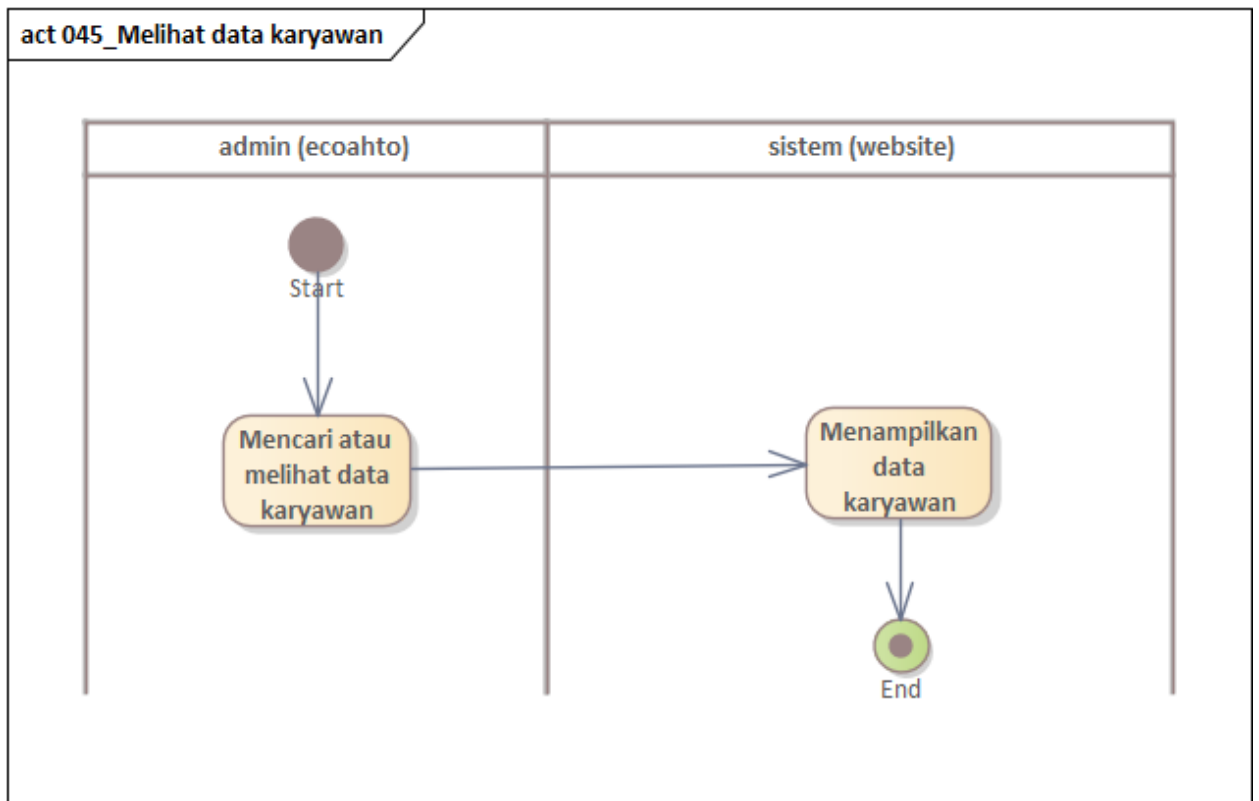 act 045_Melihat data karyawan
admin (ecoahto)
sistem (website)
Start
Mencari atau
melihat data
karyawan
Menampilkan
data
karyawan
End